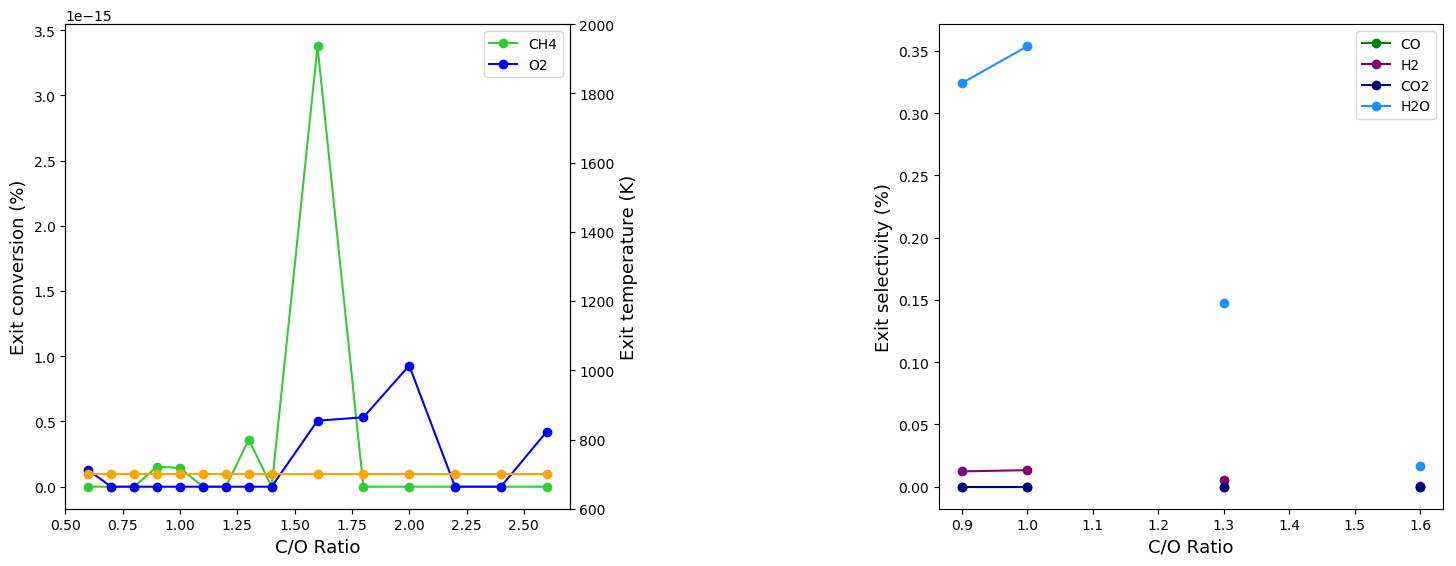 1e−15
3.5
3.0
2.5
2.0
1.5
1.0
0.5
0.0
Exit conversion (%)
0.50 0.75 1.00 1.25 1.50 1.75 2.00 2.25 2.50
C/O Ratio
CH4
O2
2000
1800
1600
1400
1200
1000
800
600
Exit temperature (K)
0.35
0.30
0.25
0.20
0.15
0.10
0.05
0.00
Exit selectivity (%)
0.9 1.0 1.1 1.2 1.3 1.4 1.5 1.6
C/O Ratio
CO
H2
CO2
H2O